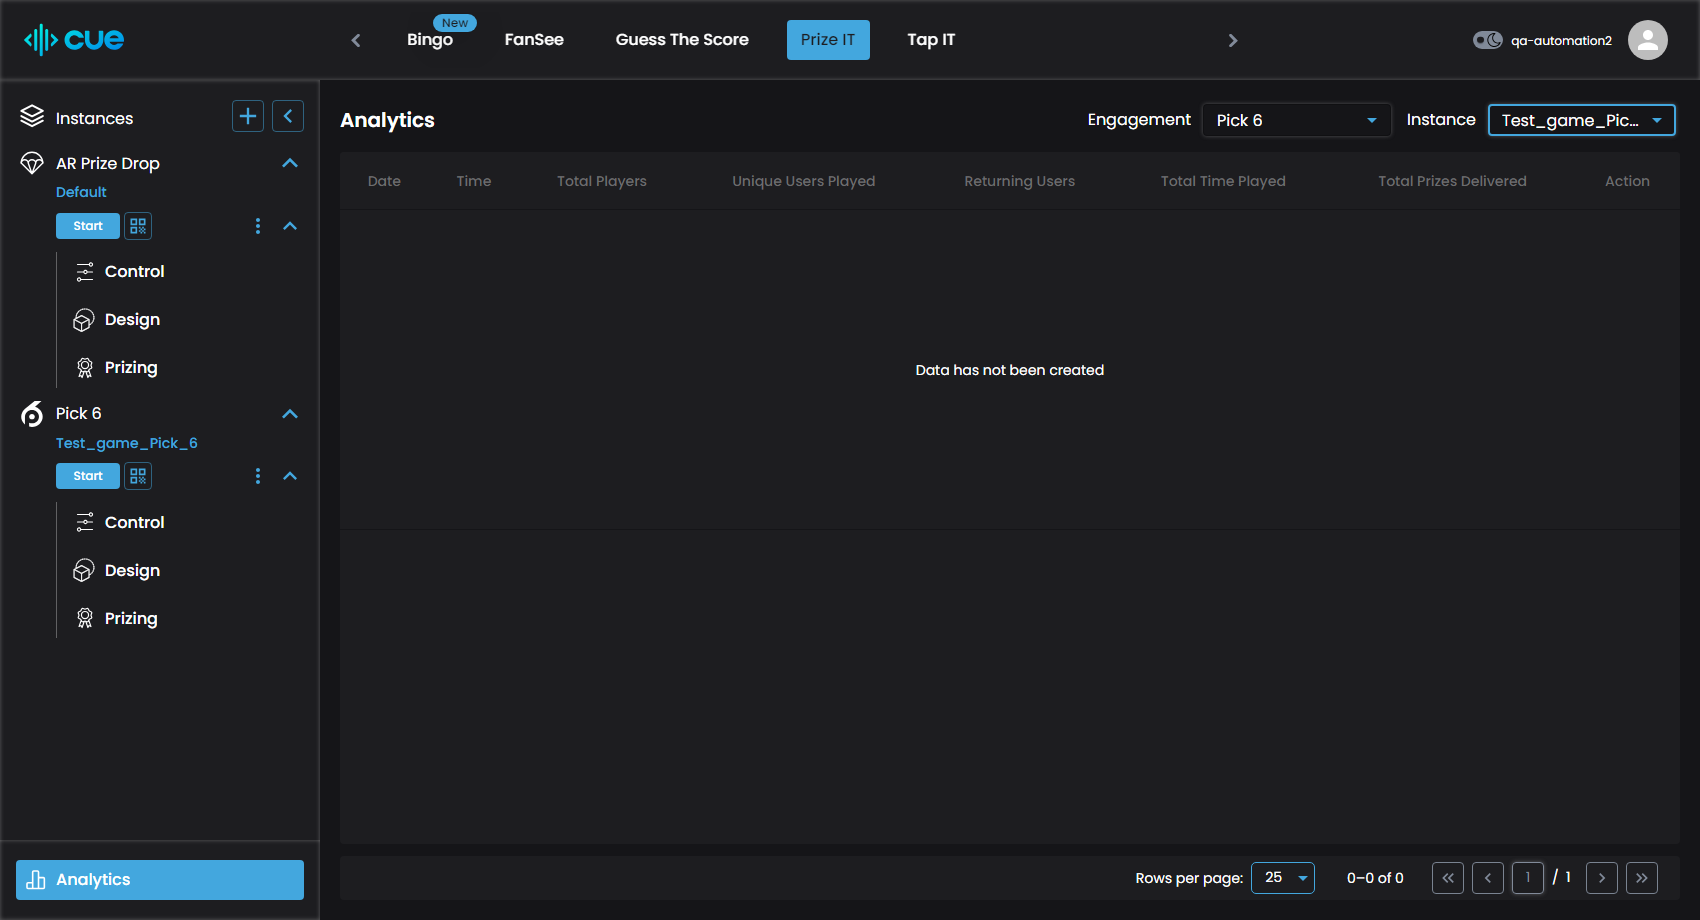 cue
New
Bingo
FanSee
Guess The Score
Prize IT
Tap IT
qa-automation2
Instances
AR Prize Drop
Default
Start
Control
Design
Prizing
Pick 6
Test_game_Pick_6
Start
Control
Design
Prizing
Analytics
Analytics
Engagement
Pick 6
Instance
Test_game_Pic...
Date
Time
Total Players
Unique Users Played
Returning Users
Total Time Played
Total Prizes Delivered
Action
Data has not been created
Rows per page: 25
0–0 of 0
1 / 1